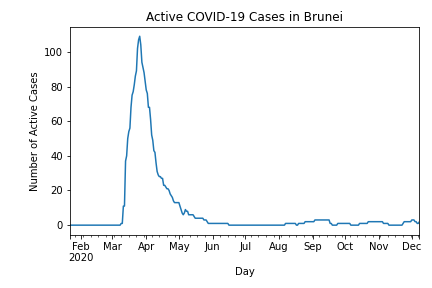 Active COVID-19 Cases in Brunei
Number of Active Cases
100
80
60
40
20
0
Feb Mar Apr May Jun Jul Aug Sep Oct Nov Dec
2020
Day